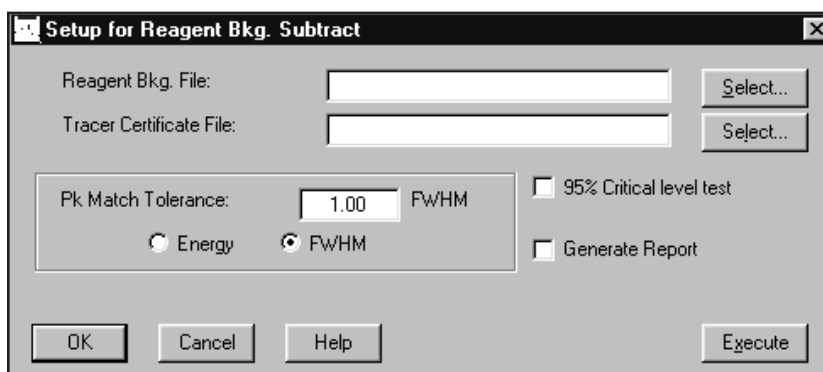 Setup for Reagent Bkg. Subtract
Reagent Bkg. File: Select...
Tracer Certificate File: Select...
Pk Match Tolerance: 1.00 FWHM 95% Critical level test
Energy FWHM Generate Report
OK Cancel Help Execute